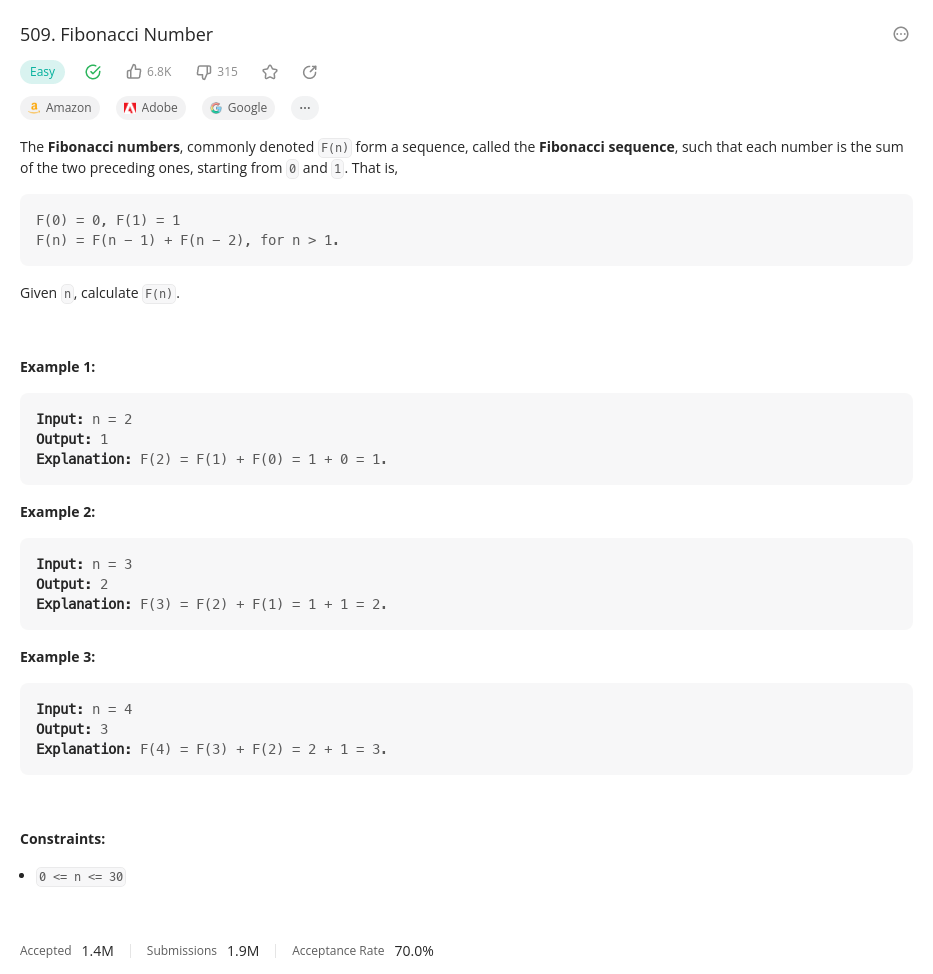 509. Fibonacci Number
Easy 6.8K 315
Amazon Adobe Google ...
The Fibonacci numbers, commonly denoted F(n) form a sequence, called the Fibonacci sequence, such that each number is the sum
of the two preceding ones, starting from 0 and 1. That is,
F(0) = 0, F(1) = 1
F(n) = F(n − 1) + F(n − 2), for n > 1.
Given n, calculate F(n).
Example 1:
Input: n = 2
Output: 1
Explanation: F(2) = F(1) + F(0) = 1 + 0 = 1.
Example 2:
Input: n = 3
Output: 2
Explanation: F(3) = F(2) + F(1) = 1 + 1 = 2.
Example 3:
Input: n = 4
Output: 3
Explanation: F(4) = F(3) + F(2) = 2 + 1 = 3.
Constraints:
• 0 <= n <= 30
Accepted 1.4M Submissions 1.9M Acceptance Rate 70.0%